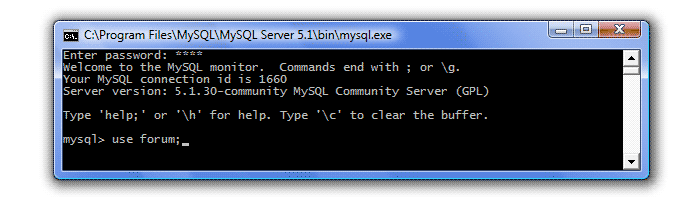 C:\Program Files\MySQL\MySQL Server 5.1\bin\mysql.exe
Enter password: ****
Welcome to the MySQL monitor.  Commands end with ; or \g.
Your MySQL connection id is 1660
Server version: 5.1.30-community MySQL Community Server (GPL)
Type 'help;' or '\h' for help. Type '\c' to clear the buffer.
mysql> use forum;